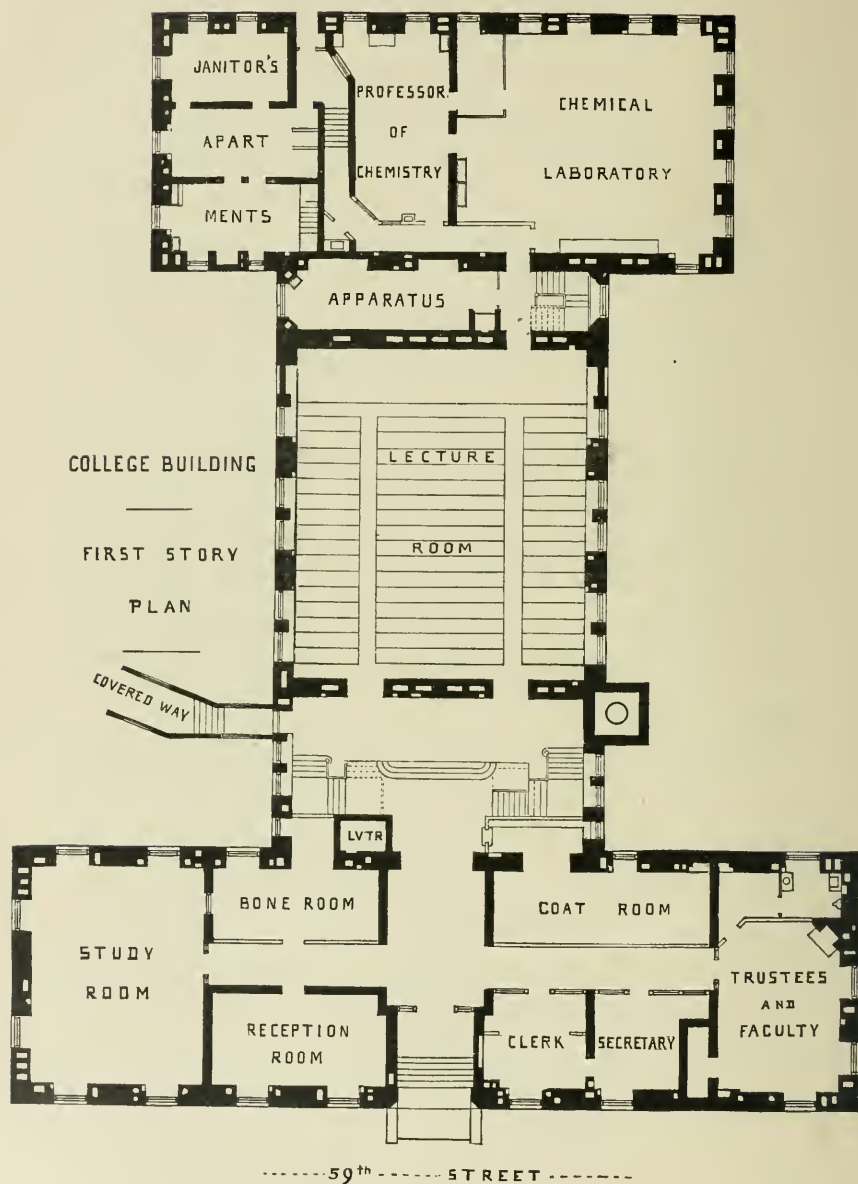 JANITOR'S
APART
MENTS
PROFESSOR
OF
CHEMISTRY
CHEMICAL
LABORATORY
APPARATUS
COLLEGE BUILDING
FIRST STORY
PLAN
LECTURE
ROOM
COVERED WAY
LVTR
BONE ROOM
COAT ROOM
STUDY
ROOM
RECEPTION
ROOM
CLERK
SECRETARY
TRUSTEES
AND
FACULTY
59th STREET